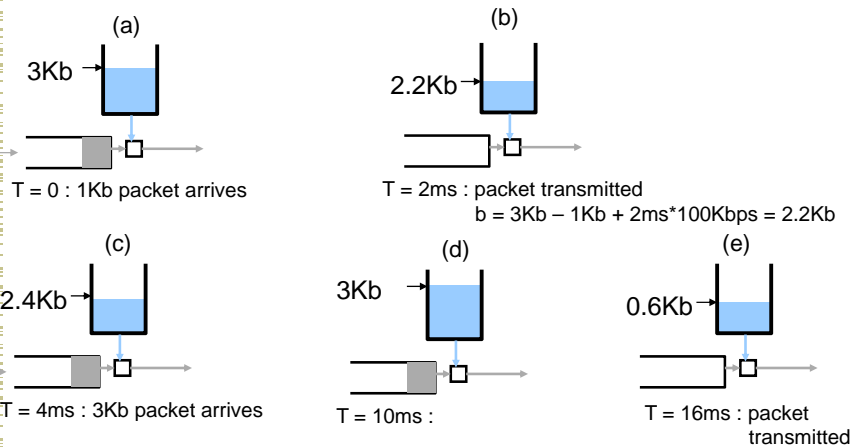 (a)
3Kb
T = 0 : 1Kb packet arrives
(b)
2.2Kb
T = 2ms : packet transmitted
b = 3Kb – 1Kb + 2ms*100Kbps = 2.2Kb
(c)
2.4Kb
T = 4ms : 3Kb packet arrives
(d)
3Kb
T = 10ms :
(e)
0.6Kb
T = 16ms : packet
transmitted